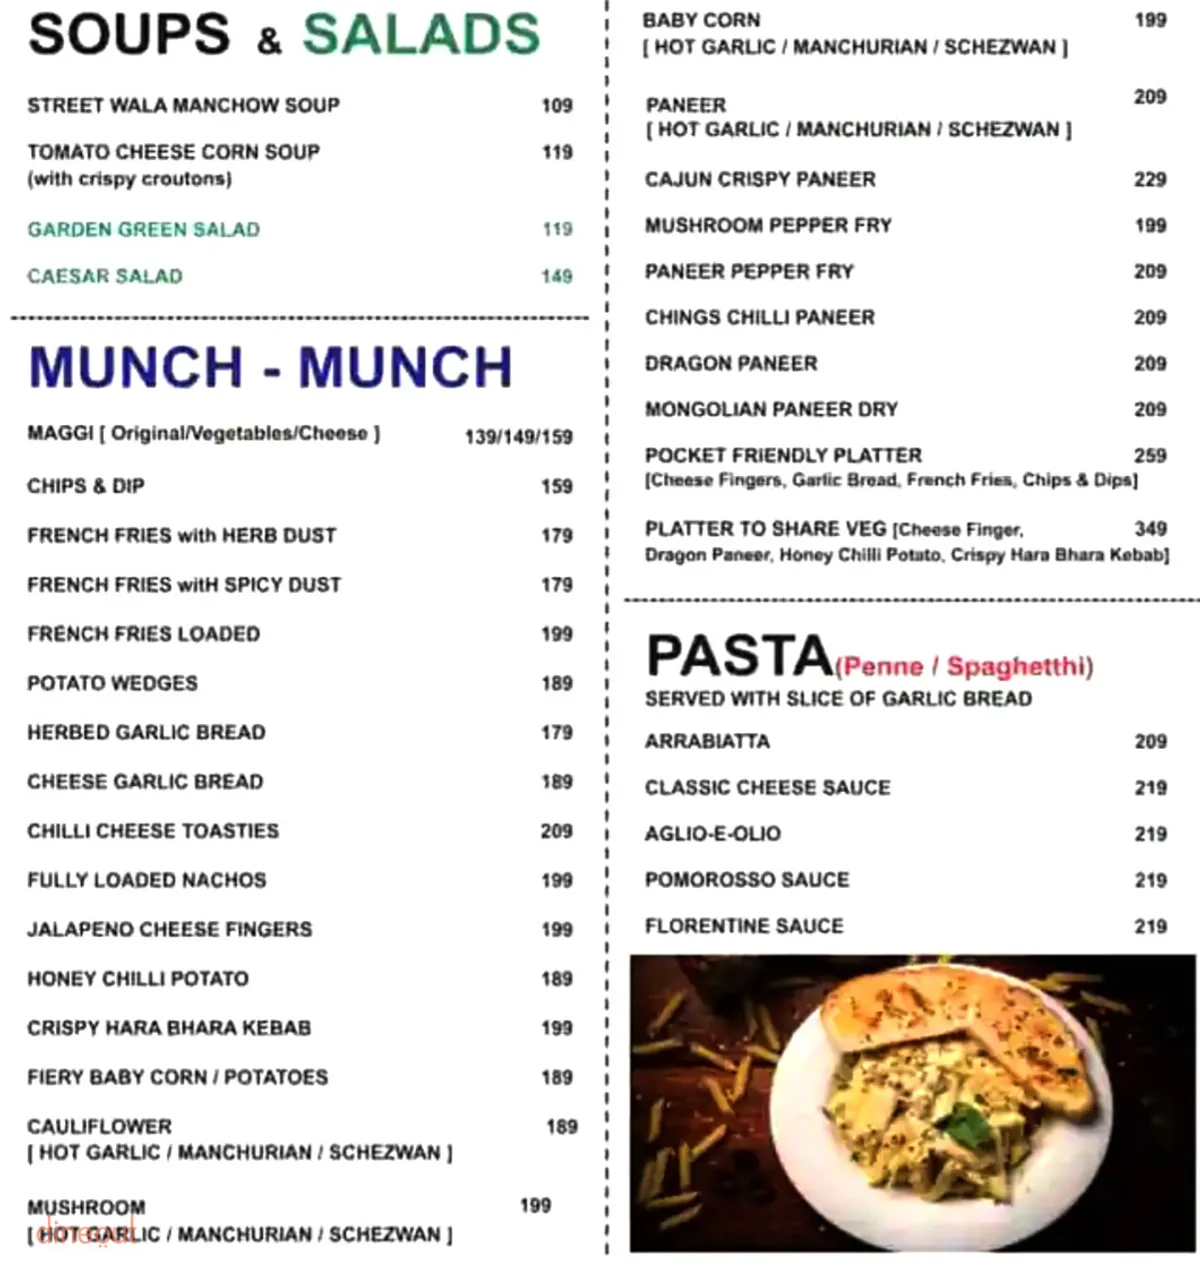 SOUPS & SALADS
STREET WALA MANCHOW SOUP 109
TOMATO CHEESE CORN SOUP 119
(with crispy croutons)
GARDEN GREEN SALAD 119
CAESAR SALAD 149
MUNCH - MUNCH
MAGGI [ Original/Vegetables/Cheese ] 139/149/159
CHIPS & DIP 159
FRENCH FRIES with HERB DUST 179
FRENCH FRIES witH SPICY DUST 179
FRENCH FRIES LOADED 199
POTATO WEDGES 189
HERBED GARLIC BREAD 179
CHEESE GARLIC BREAD 189
CHILLI CHEESE TOASTIES 209
FULLY LOADED NACHOS 199
JALAPENO CHEESE FINGERS 199
HONEY CHILLI POTATO 189
CRISPY HARA BHARA KEBAB 199
FIERY BABY CORN / POTATOES 189
CAULIFLOWER 189
[ HOT GARLIC / MANCHURIAN / SCHEZWAN ]
MUSHROOM 199
[ HOT GARLIC / MANCHURIAN / SCHEZWAN ]
dineout
BABY CORN 199
[ HOT GARLIC / MANCHURIAN / SCHEZWAN ]
PANEER 209
[ HOT GARLIC / MANCHURIAN / SCHEZWAN ]
CAJUN CRISPY PANEER 229
MUSHROOM PEPPER FRY 199
PANEER PEPPER FRY 209
CHINGS CHILLI PANEER 209
DRAGON PANEER 209
MONGOLIAN PANEER DRY 209
POCKET FRIENDLY PLATTER 259
[Cheese Fingers, Garlic Bread, French Fries, Chips & Dips]
PLATTER TO SHARE VEG [Cheese Finger, 349
Dragon Paneer, Honey Chilli Potato, Crispy Hara Bhara Kebab]
PASTA(Penne / Spaghetthi)
SERVED WITH SLICE OF GARLIC BREAD
ARRABIATTA 209
CLASSIC CHEESE SAUCE 219
AGLIO-E-OLIO 219
POMOROSSO SAUCE 219
FLORENTINE SAUCE 219